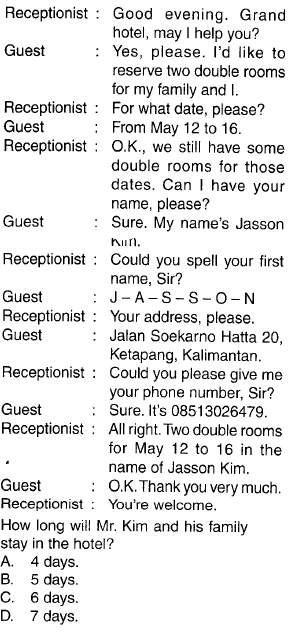 Receptionist : Good evening. Grand
hotel, may I help you?
Guest : Yes, please. I'd like to
reserve two double rooms
for my family and I.
Receptionist : For what date, please?
Guest : From May 12 to 16.
Receptionist : O.K., we still have some
double rooms for those
dates. Can I have your
name, please?
Guest : Sure. My name's Jasson
Receptionist : Could you spell your first
name, Sir?
Guest : J – A – S – S – O – N
Receptionist : Your address, please.
Guest : Jalan Soekarno Hatta 20,
Ketapang, Kalimantan.
Receptionist : Could you please give me
your phone number, Sir?
Guest : Sure. It's 08513026479.
Receptionist : All right. Two double rooms
for May 12 to 16 in the
name of Jasson Kim.
Guest : O.K. Thank you very much.
Receptionist : You're welcome.
How long will Mr. Kim and his family
stay in the hotel?
A. 4 days.
B. 5 days.
C. 6 days.
D. 7 days.